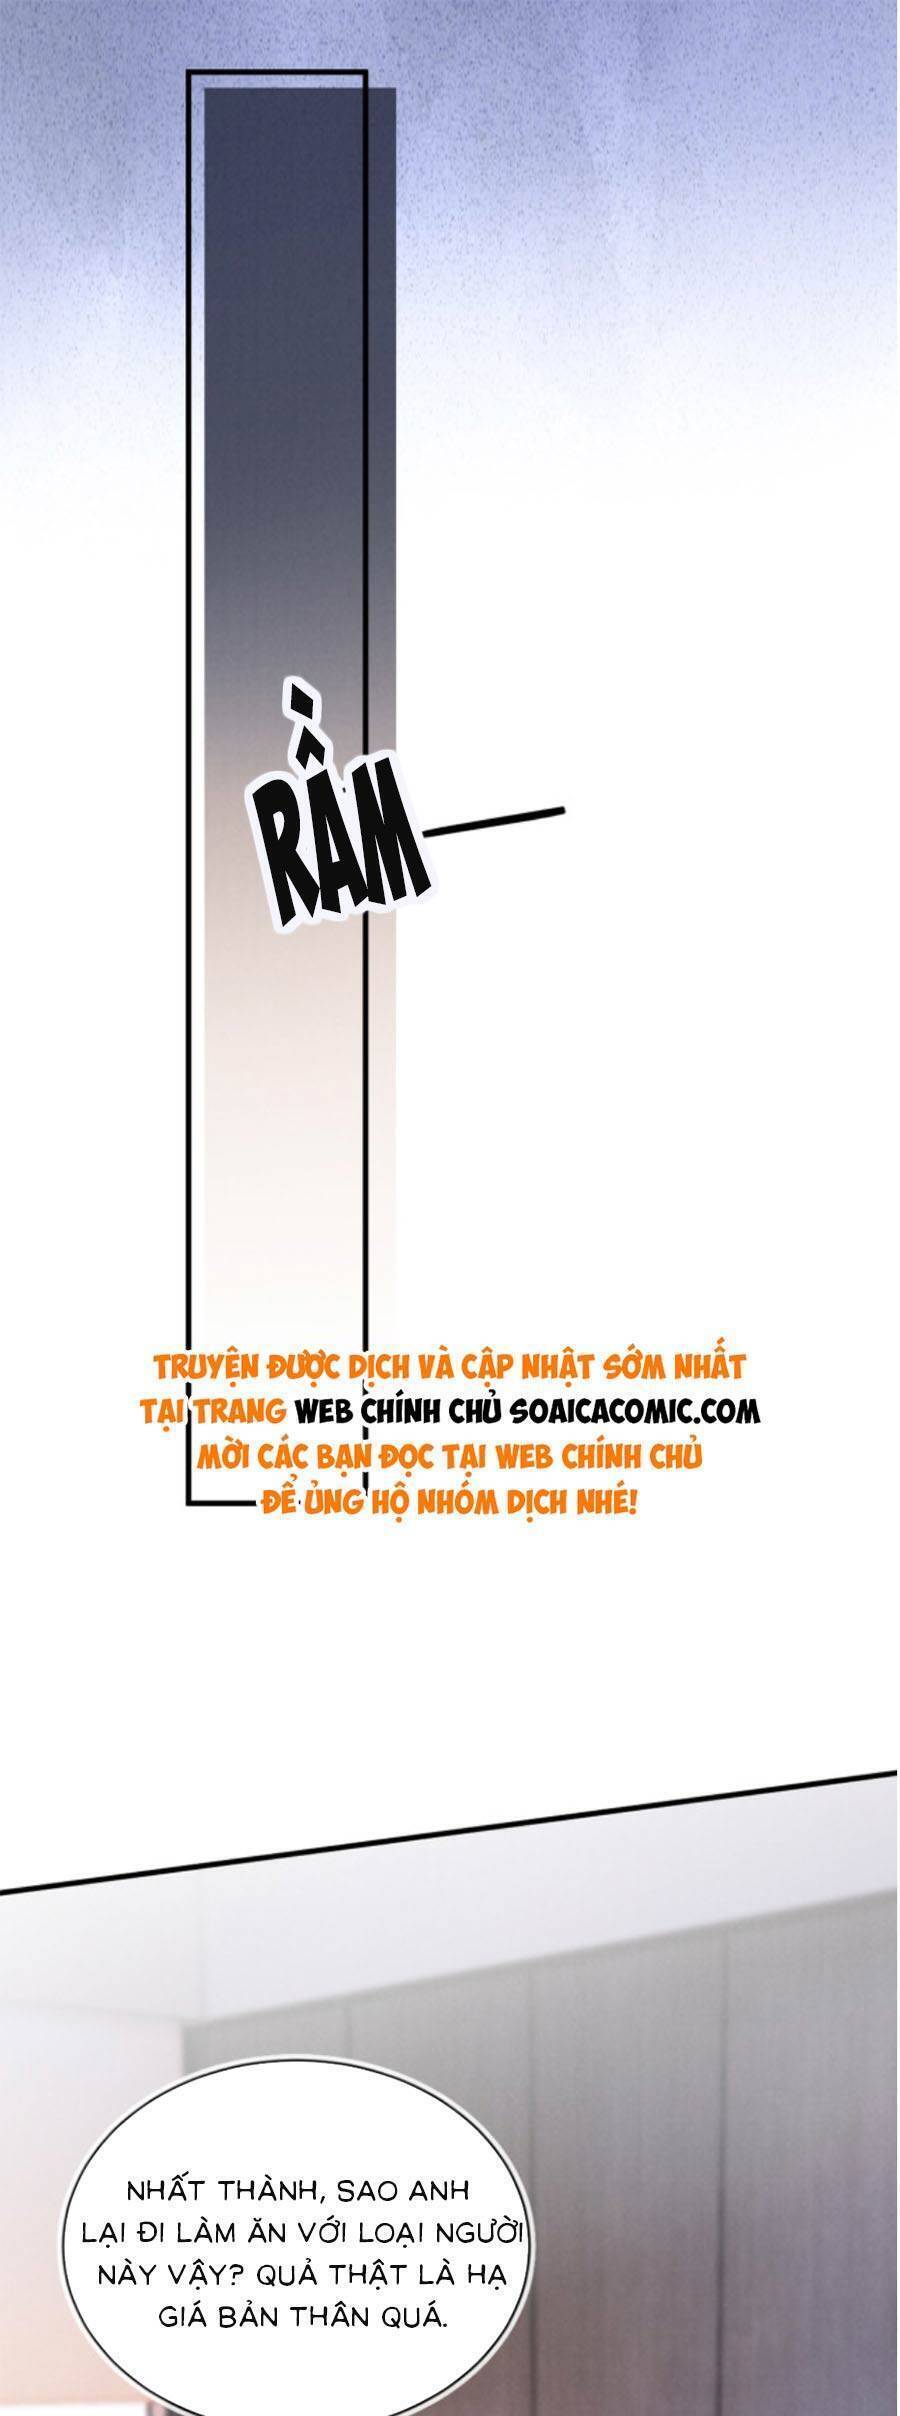 RẦM
TRUYỆN ĐƯỢC DỊCH VÀ CẬP NHẬT SỚM NHẤT
TẠI TRANG WEB CHÍNH CHỦ SOAICACOMIC.COM
MỜI CÁC BẠN ĐỌC TẠI WEB CHÍNH CHỦ
ĐỂ ỦNG HỘ NHÓM DỊCH NHÉ!
NHẤT THÀNH, SAO ANH
LẠI ĐI LÀM ĂN VỚI LOẠI NGƯỜI
NÀY VẬY? QUẢ THẬT LÀ HẠ
GIÁ BẢN THÂN QUÁ.